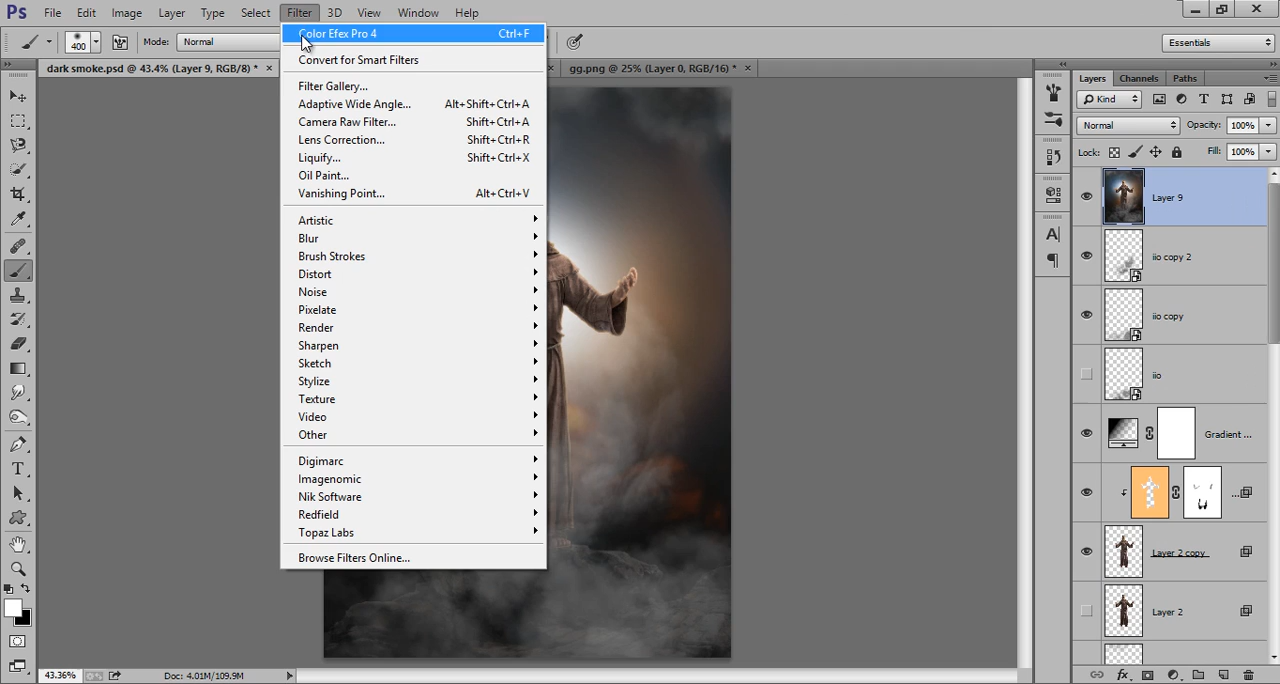 Ps File Edit Image Layer Type Select Filter 3D View Window Help
400 Mode: Normal Essentials
dark smoke.psd @ 43.4% (Layer 9, RGB/8) * × × gg.png @ 25% (Layer 0, RGB/16) * ×
Color Efex Pro 4 Ctrl+F
Convert for Smart Filters
Filter Gallery...
Adaptive Wide Angle... Alt+Shift+Ctrl+A
Camera Raw Filter... Shift+Ctrl+A
Lens Correction... Shift+Ctrl+R
Liquify... Shift+Ctrl+X
Oil Paint...
Vanishing Point... Alt+Ctrl+V
Artistic
Blur
Brush Strokes
Distort
Noise
Pixelate
Render
Sharpen
Sketch
Stylize
Texture
Video
Other
Digimarc
Imagenomic
Nik Software
Redfield
Topaz Labs
Browse Filters Online...
Layers Channels Paths
Kind
Normal Opacity: 100%
Lock: Fill: 100%
Layer 9
iio copy 2
iio copy
iio
Gradient ...
...
Layer 2 copy
Layer 2
43.36% Doc: 4.01M/109.9M